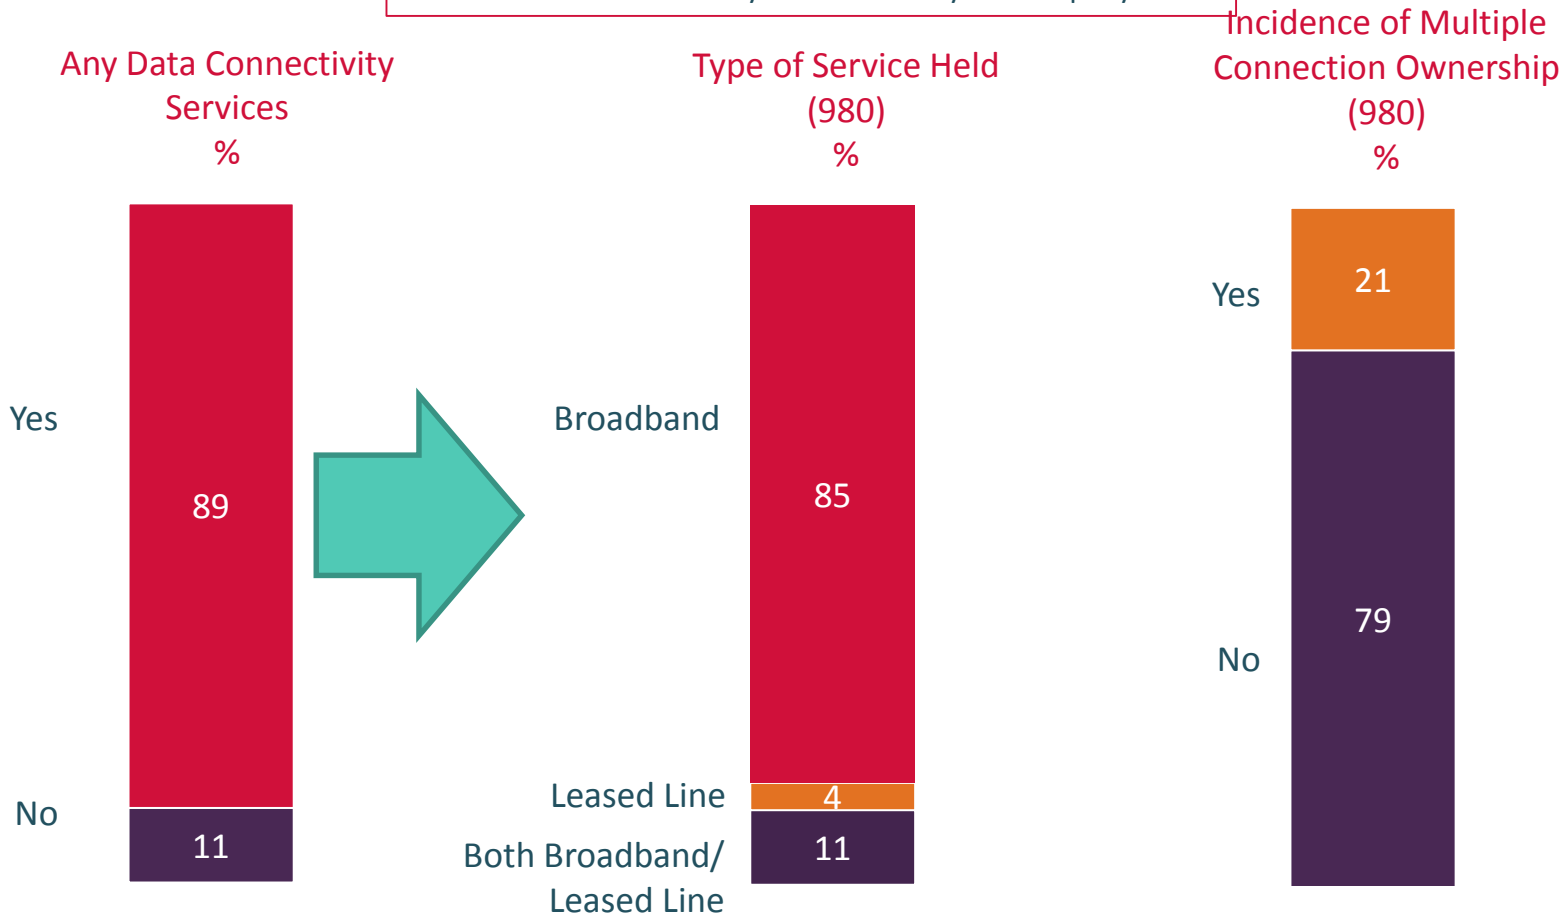 Any Data Connectivity
Services
%
Yes
89
No
11
Type of Service Held
(980)
%
Broadband
85
Leased Line
4
Both Broadband/
Leased Line
11
Incidence of Multiple
Connection Ownership
(980)
%
Yes
21
No
79